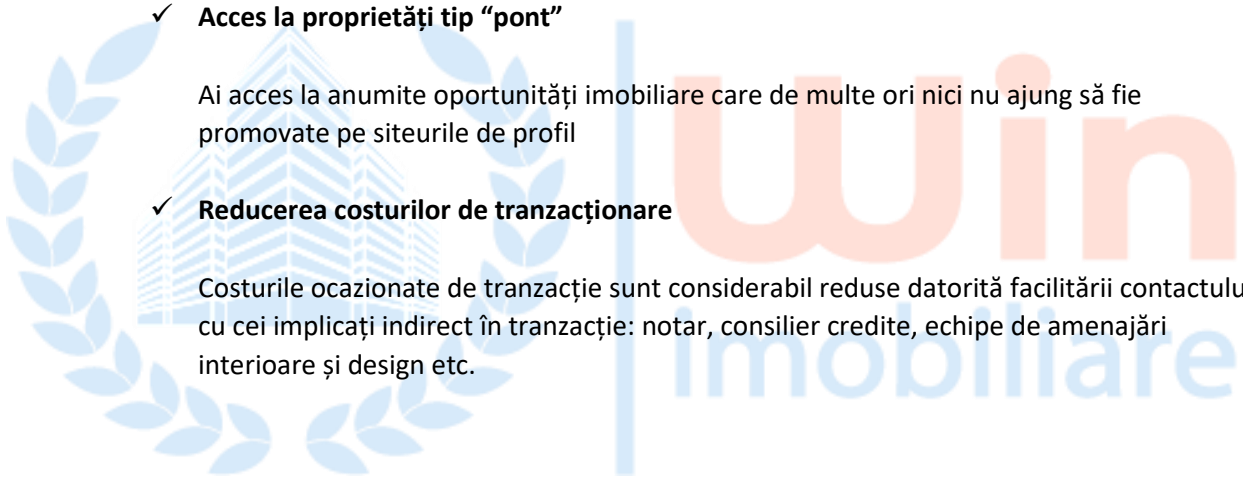 ✓ Acces la proprietăți tip “pont”
Ai acces la anumite oportunități imobiliare care de multe ori nici nu ajung să fie
promovate pe siteurile de profil
✓ Reducerea costurilor de tranzacționare
Costurile ocazionate de tranzacție sunt considerabil reduse datorită facilitării contactulu
cu cei implicați indirect în tranzacție: notar, consilier credite, echipe de amenajări
interioare și design etc.
win
imobiliare